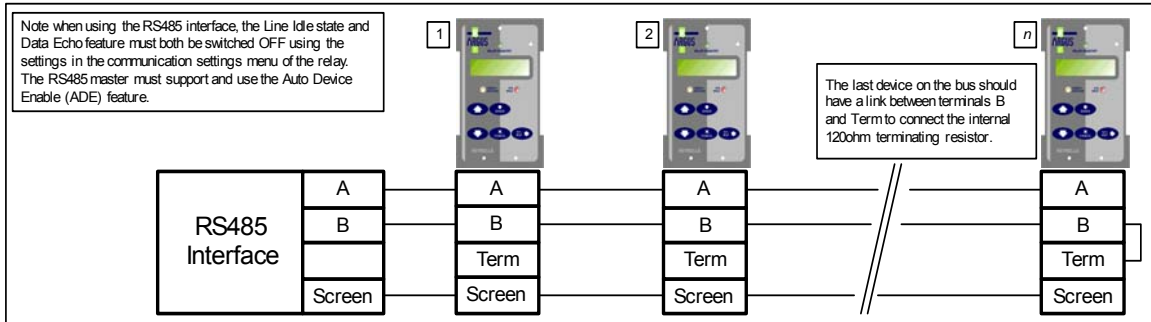 Note when using the RS485 interface, the Line Idle state and
Data Echo feature must both be switched OFF using the
settings in the communication settings menu of the relay.
The RS485 master must support and use the Auto Device
Enable (ADE) feature.
1
2
n
ARGUS
ARGUS
ARGUS
The last device on the bus should
have a link between terminals B
and Term to connect the internal
120ohm terminating resistor.
RS485
Interface
A
B
Screen
A
B
Term
Screen
A
B
Term
Screen
A
B
Term
Screen